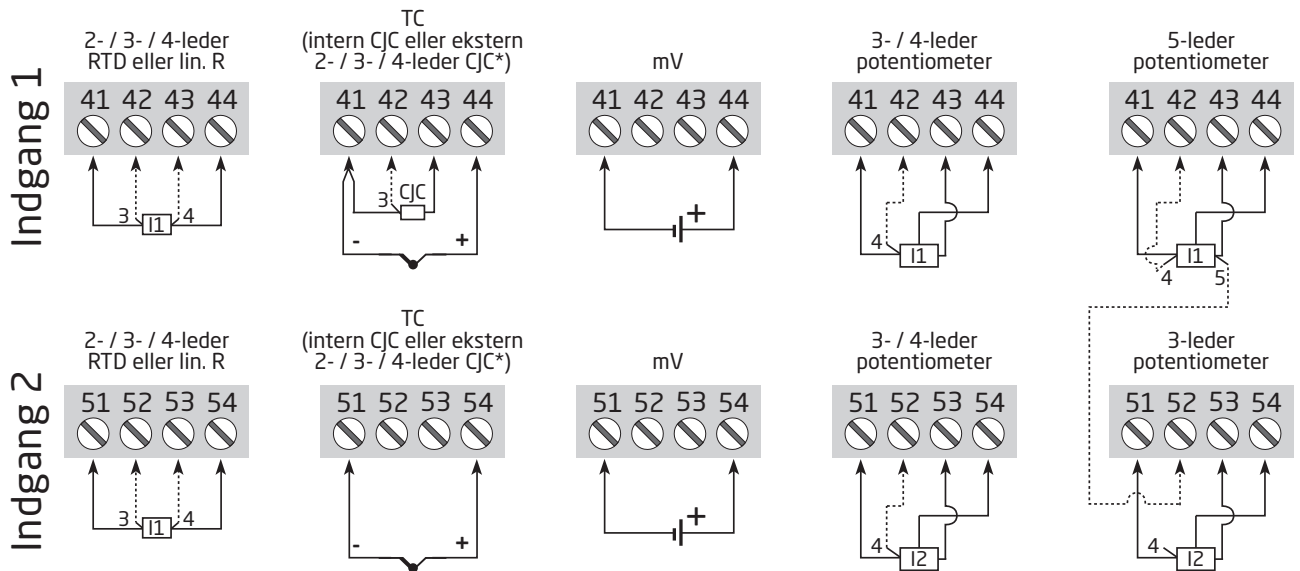 Indgang 1
2- / 3- / 4-leder
RTD eller lin. R
41 42 43 44
3 I1 4
TC
(intern CJC eller ekstern
2- / 3- / 4-leder CJC*)
41 42 43 44
3 CJC
- +
mV
41 42 43 44
+
3- / 4-leder
potentiometer
41 42 43 44
4 I1
5-leder
potentiometer
41 42 43 44
4 I1 5
Indgang 2
2- / 3- / 4-leder
RTD eller lin. R
51 52 53 54
3 I1 4
TC
(intern CJC eller ekstern
2- / 3- / 4-leder CJC*)
51 52 53 54
- +
mV
51 52 53 54
+
3- / 4-leder
potentiometer
51 52 53 54
4 I2
3-leder
potentiometer
51 52 53 54
4 I2